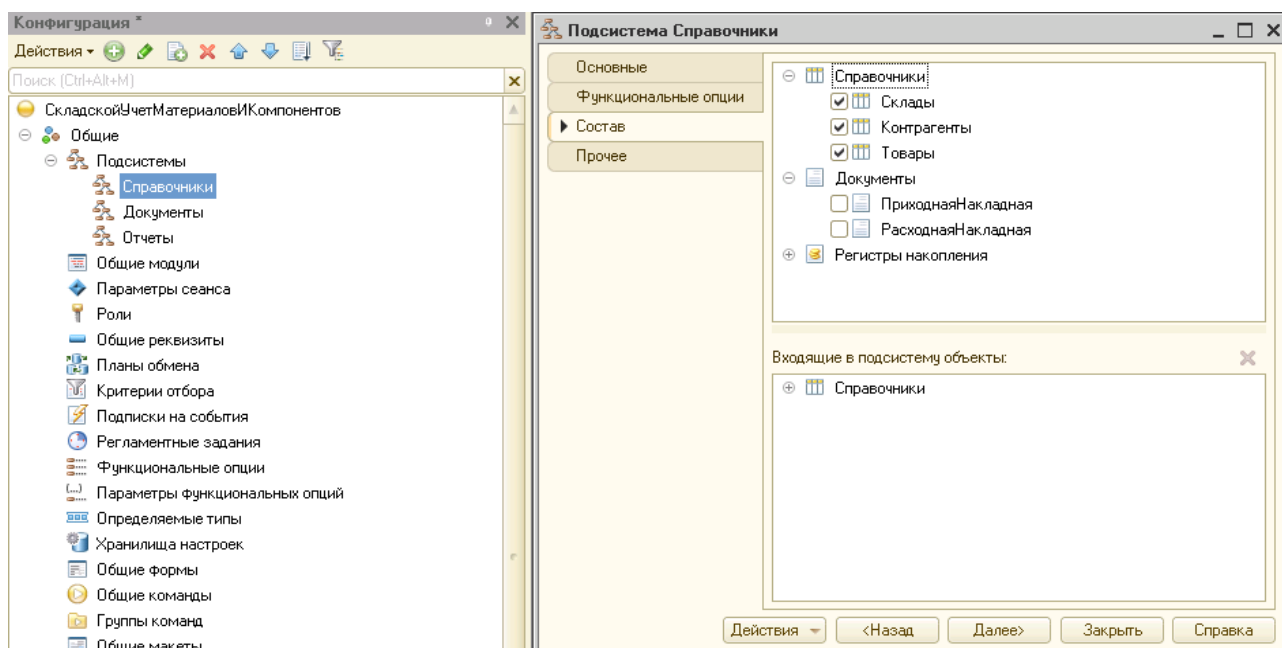 Конфигурация *
Действия
Поиск (Ctrl+Alt+M)
СкладскойУчетМатериаловИКомпонентов
Общие
Подсистемы
Справочники
Документы
Отчеты
Общие модули
Параметры сеанса
Роли
Общие реквизиты
Планы обмена
Критерии отбора
Подписки на события
Регламентные задания
Функциональные опции
Параметры функциональных опций
Определяемые типы
Хранилища настроек
Общие формы
Общие команды
Группы команд
Общие макеты
Подсистема Справочники
Основные
Функциональные опции
Состав
Прочее
Справочники
Склады
Контрагенты
Товары
Документы
ПриходнаяНакладная
РасходнаяНакладная
Регистры накопления
Входящие в подсистему объекты:
Справочники
Действия
<Назад
Далее>
Закрыть
Справка